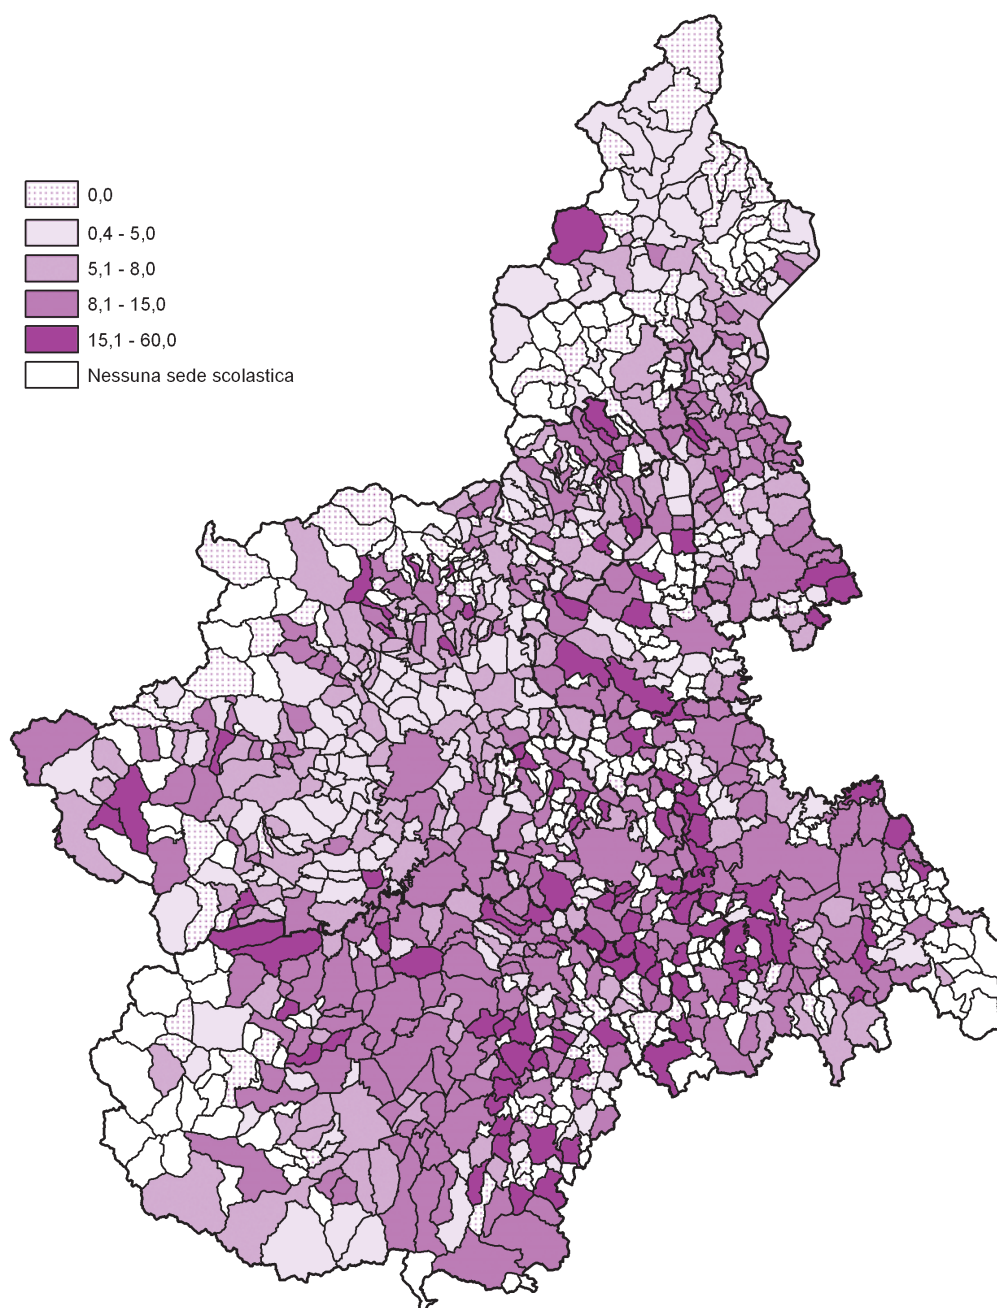 0,0
0,4 - 5,0
5,1 - 8,0
8,1 - 15,0
15,1 - 60,0
Nessuna sede scolastica